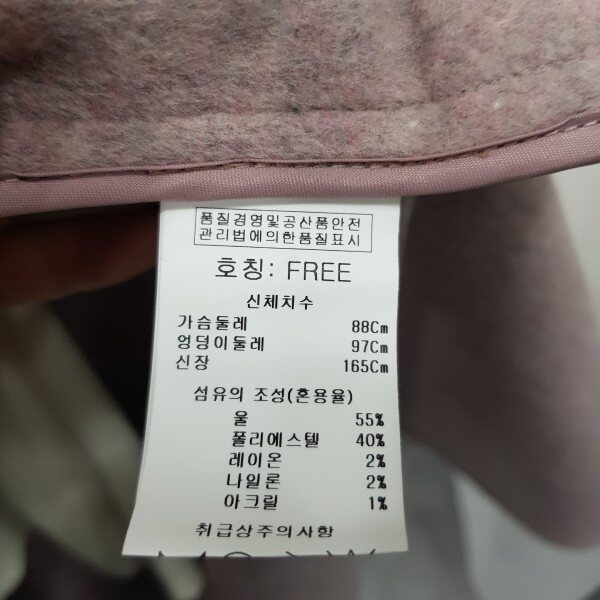 품질경영및공산품안전
관리법에의한품질표시
호칭: FREE
신체치수
가슴둘레 88Cm
엉덩이둘레 97Cm
신장 165Cm
섬유의 조성(혼용율)
울 55%
폴리에스텔 40%
레이온 2%
나일론 2%
아크릴 1%
취급상주의사항